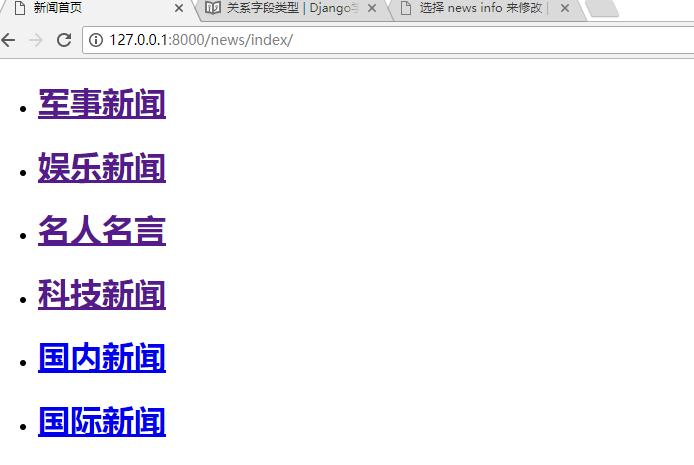 新闻首页
关系字段类型 | Django
选择 news info 来修改 |
127.0.0.1:8000/news/index/
军事新闻
娱乐新闻
名人名言
科技新闻
国内新闻
国际新闻